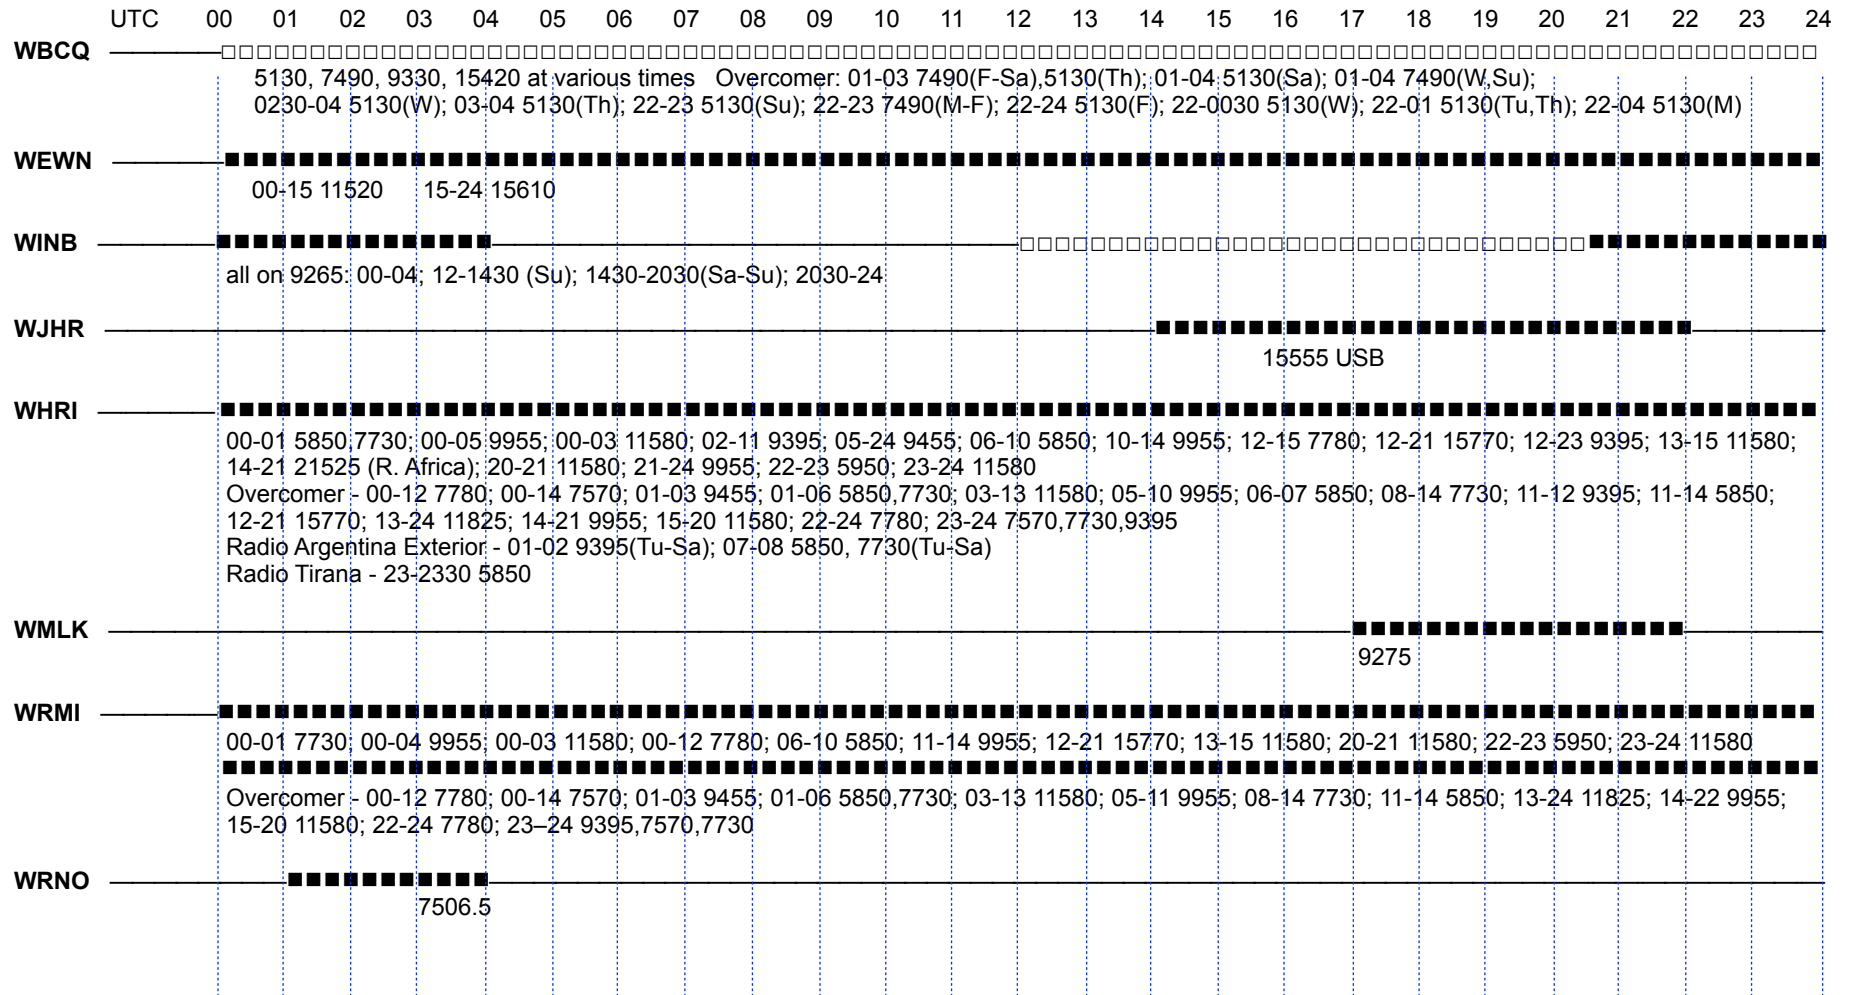 UTC 00 01 02 03 04 05 06 07 08 09 10 11 12 13 14 15 16 17 18 19 20 21 22 23 24
WBCQ
5130, 7490, 9330, 15420 at various times Overcomer: 01-03 7490(F-Sa),5130(Th); 01-04 5130(Sa); 01-04 7490(W,Su);
0230-04 5130(W); 03-04 5130(Th); 22-23 5130(Su); 22-23 7490(M-F); 22-24 5130(F); 22-0030 5130(W); 22-01 5130(Tu,Th); 22-04 5130(M)
WEWN
00-15 11520 15-24 15610
WINB
all on 9265: 00-04; 12-1430 (Su); 1430-2030(Sa-Su); 2030-24
WJHR
15555 USB
WHRI
00-01 5850,7730; 00-05 9955; 00-03 11580; 02-11 9395; 05-24 9455; 06-10 5850; 10-14 9955; 12-15 7780; 12-21 15770; 12-23 9395; 13-15 11580;
14-21 21525 (R. Africa); 20-21 11580; 21-24 9955; 22-23 5950; 23-24 11580
Overcomer - 00-12 7780; 00-14 7570; 01-03 9455; 01-06 5850,7730; 03-13 11580; 05-10 9955; 06-07 5850; 08-14 7730; 11-12 9395; 11-14 5850;
12-21 15770; 13-24 11825; 14-21 9955; 15-20 11580; 22-24 7780; 23-24 7570,7730,9395
Radio Argentina Exterior - 01-02 9395(Tu-Sa); 07-08 5850, 7730(Tu-Sa)
Radio Tirana - 23-2330 5850
WMLK
9275
WRMI
00-01 7730; 00-04 9955; 00-03 11580; 00-12 7780; 06-10 5850; 11-14 9955; 12-21 15770; 13-15 11580; 20-21 11580; 22-23 5950; 23-24 11580
Overcomer - 00-12 7780; 00-14 7570; 01-03 9455; 01-06 5850,7730; 03-13 11580; 05-11 9955; 08-14 7730; 11-14 5850; 13-24 11825; 14-22 9955;
15-20 11580; 22-24 7780; 23–24 9395,7570,7730
WRNO
7506.5